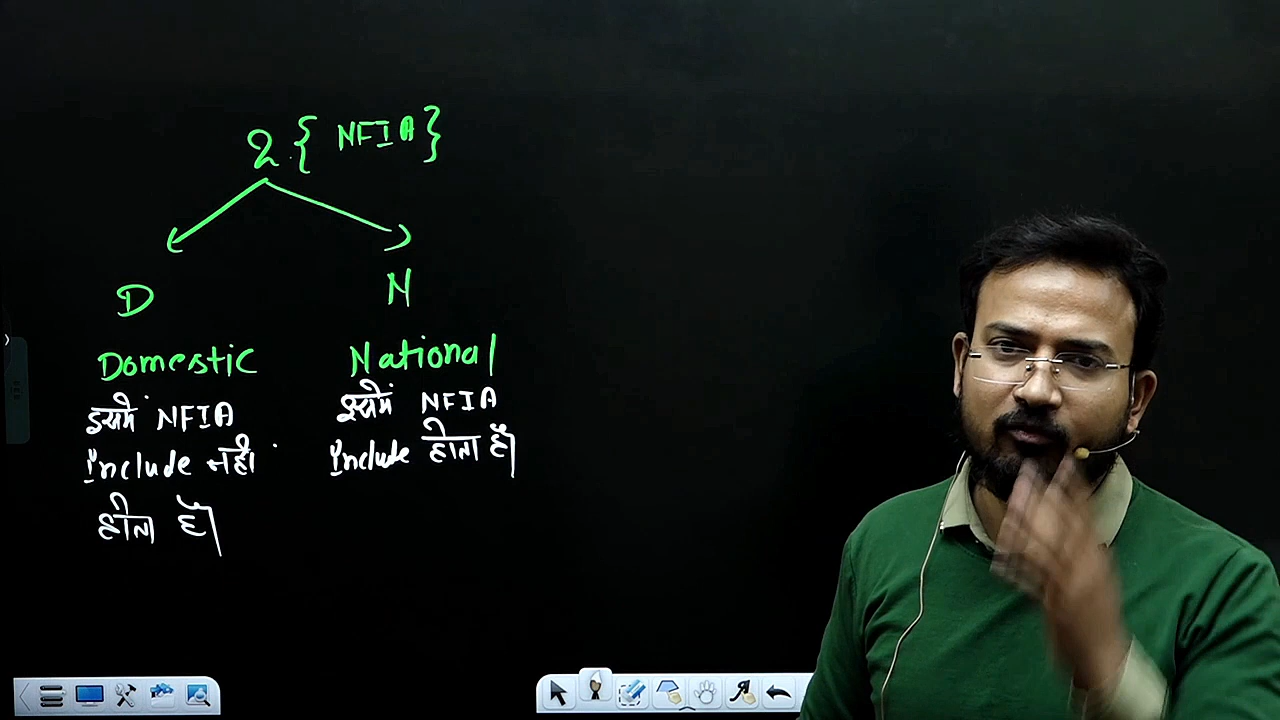 2 { NFIA }
D
N
Domestic
National
इसमें NFIA
include नहीं
होता है।
इसमें NFIA
include होता है।